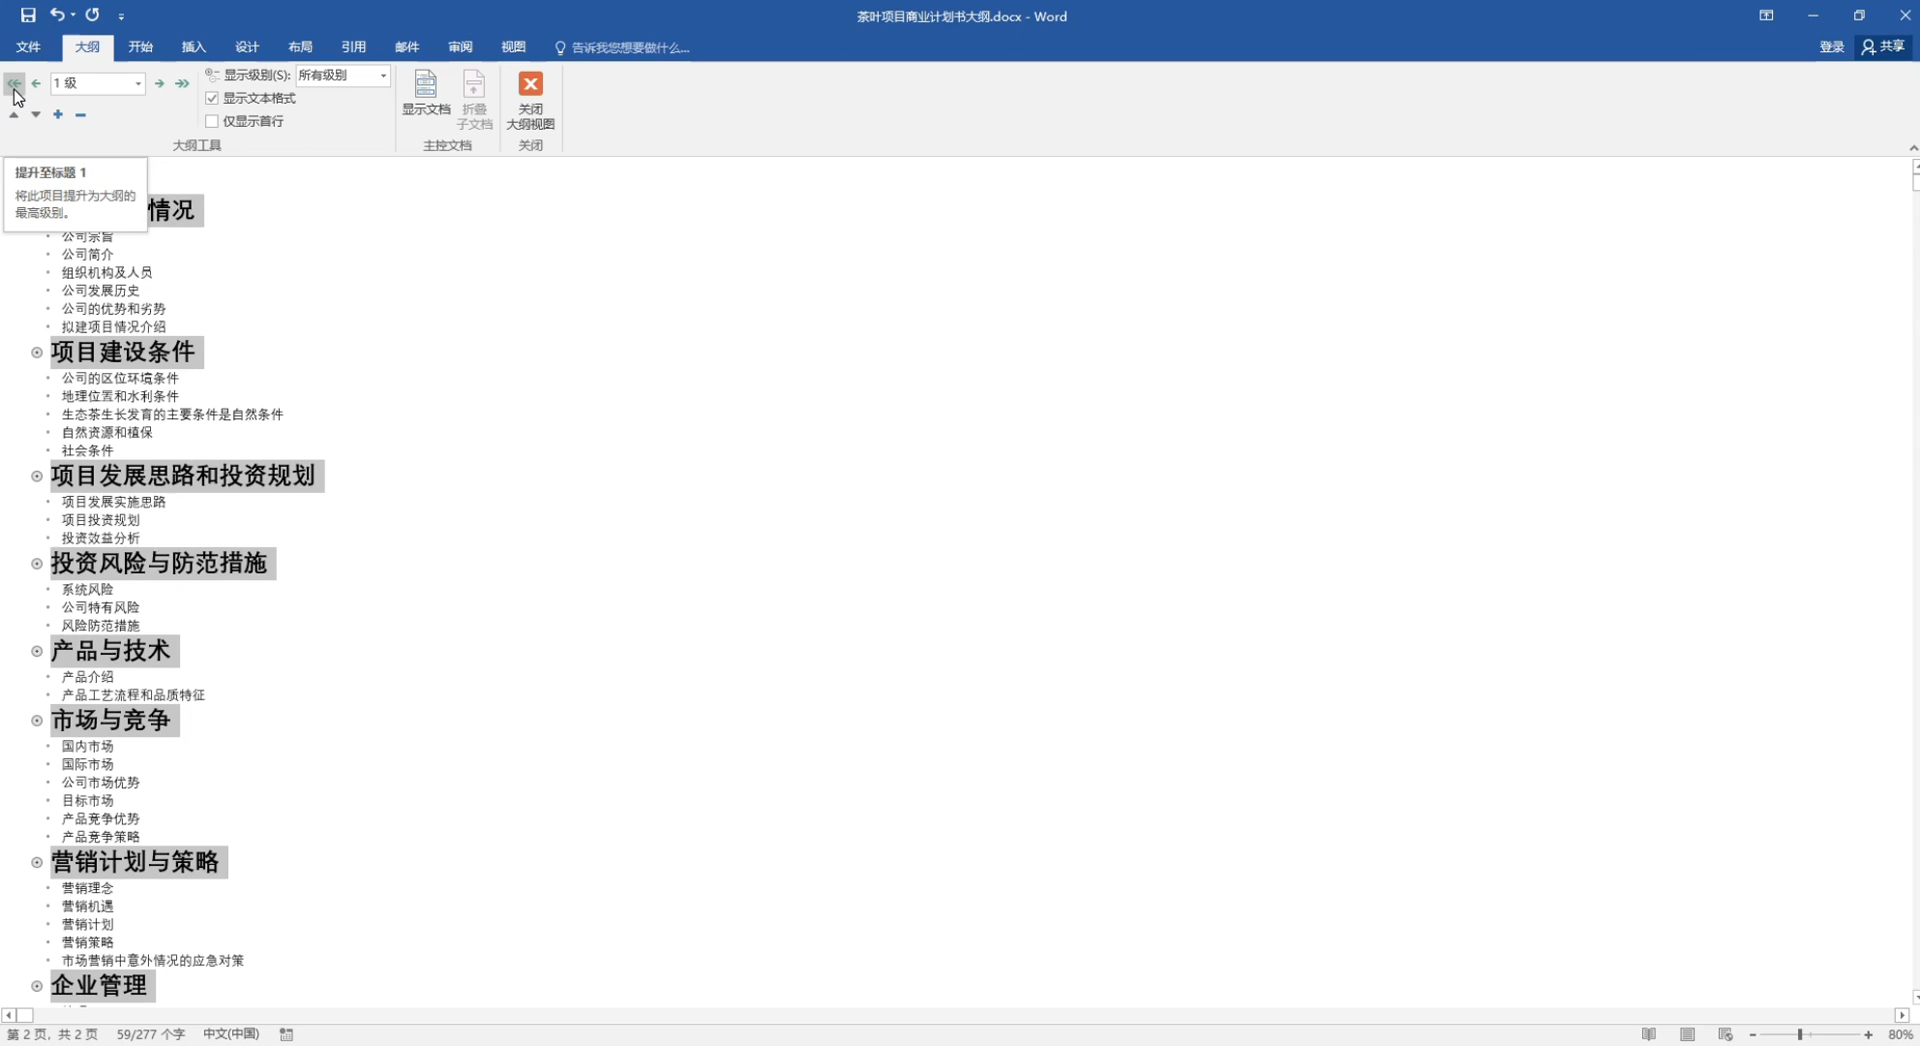 茶叶项目商业计划书大纲.docx - Word
文件 大纲 开始 插入 设计 布局 引用 邮件 审阅 视图 告诉我您想要做什么... 登录 共享
1 级 显示级别(S): 所有级别
显示文本格式
仅显示首行
显示文档 折叠子文档 关闭大纲视图
大纲工具 主控文档 关闭
提升至标题 1
将此项目提升为大纲的
最高级别。
情况
公司宗旨
公司简介
组织机构及人员
公司发展历史
公司的优势和劣势
拟建项目情况介绍
项目建设条件
公司的区位环境条件
地理位置和水利条件
生态茶生长发育的主要条件是自然条件
自然资源和植保
社会条件
项目发展思路和投资规划
项目发展实施思路
项目投资规划
投资效益分析
投资风险与防范措施
系统风险
公司特有风险
风险防范措施
产品与技术
产品介绍
产品工艺流程和品质特征
市场与竞争
国内市场
国际市场
公司市场优势
目标市场
产品竞争优势
产品竞争策略
营销计划与策略
营销理念
营销机遇
营销计划
营销策略
市场营销中意外情况的应急对策
企业管理
第 2 页, 共 2 页 59/277 个字 中文(中国) 80%